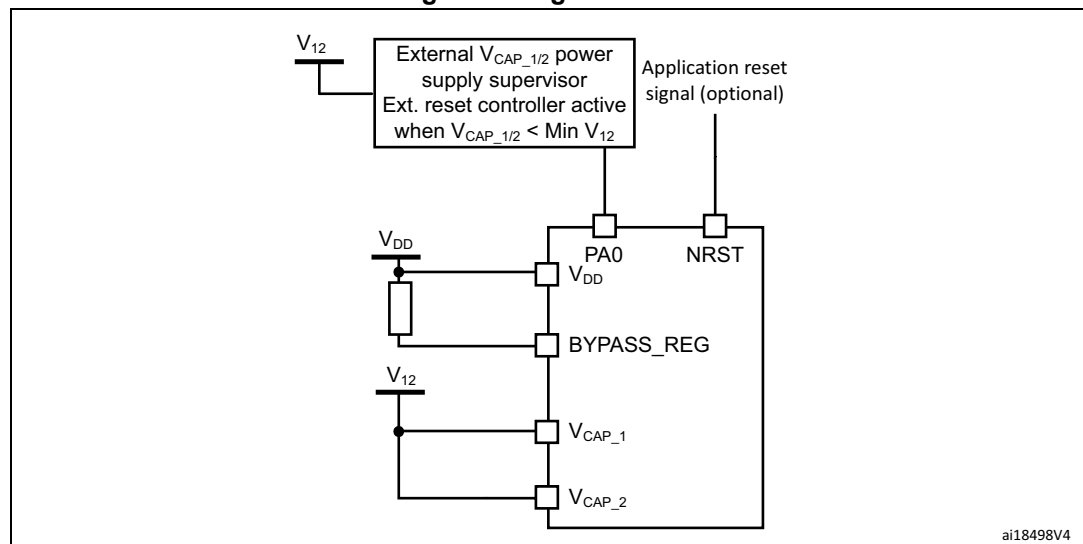 V12
External VCAP_1/2 power
supply supervisor
Ext. reset controller active
when VCAP_1/2 < Min V12
Application reset
signal (optional)
PA0
NRST
VDD
VDD
BYPASS_REG
V12
VCAP_1
VCAP_2
ai18498V4